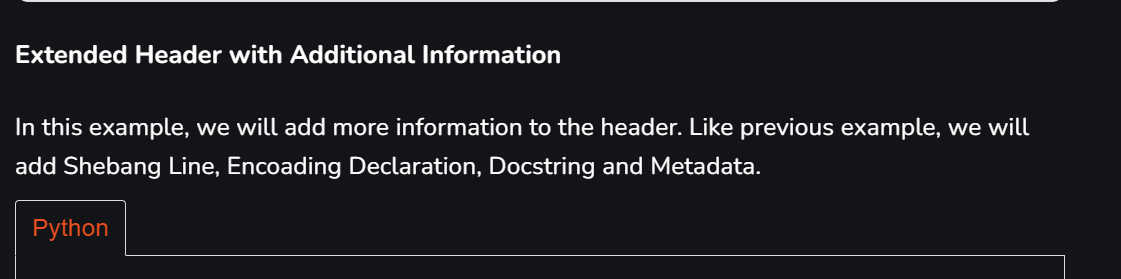 Extended Header with Additional Information
In this example, we will add more information to the header. Like previous example, we will
add Shebang Line, Encoading Declaration, Docstring and Metadata.
Python